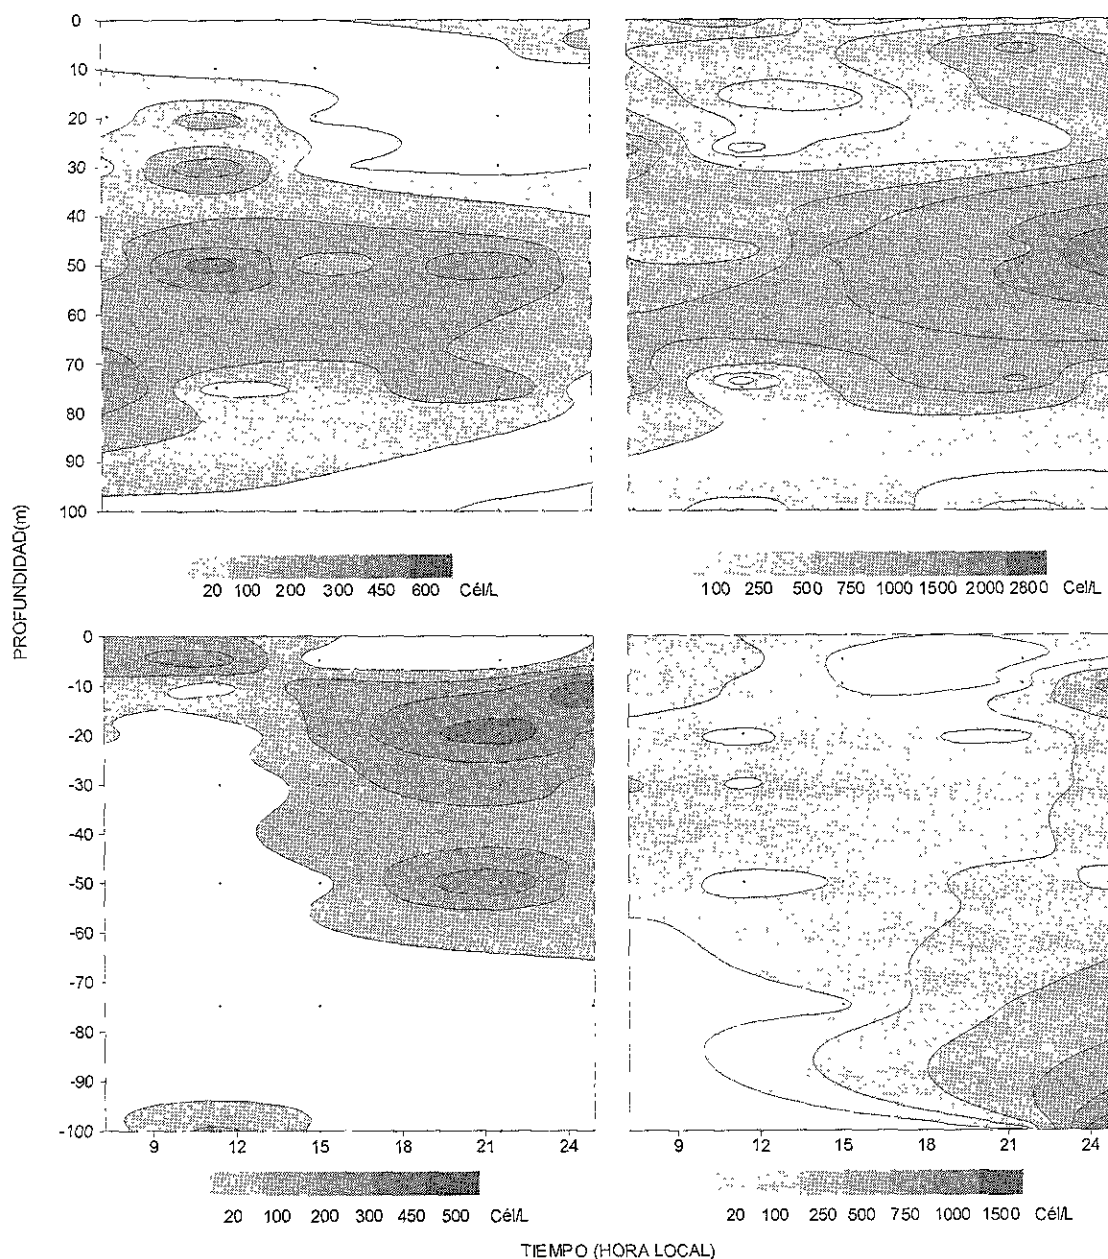 0
10
20
30
40
50
60
70
80
90
100
PROFUNDIDAD(m)
20 100 200 300 450 600 Cél/L
100 250 500 750 1000 1500 2000 2800 Cel/L
0
-10
-20
-30
-40
-50
-60
-70
-80
-90
-100
9 12 15 18 21 24
9 12 15 18 21 24
20 100 200 300 450 500 Cél/L
20 100 250 500 750 1000 1500 Cél/L
TIEMPO (HORA LOCAL)